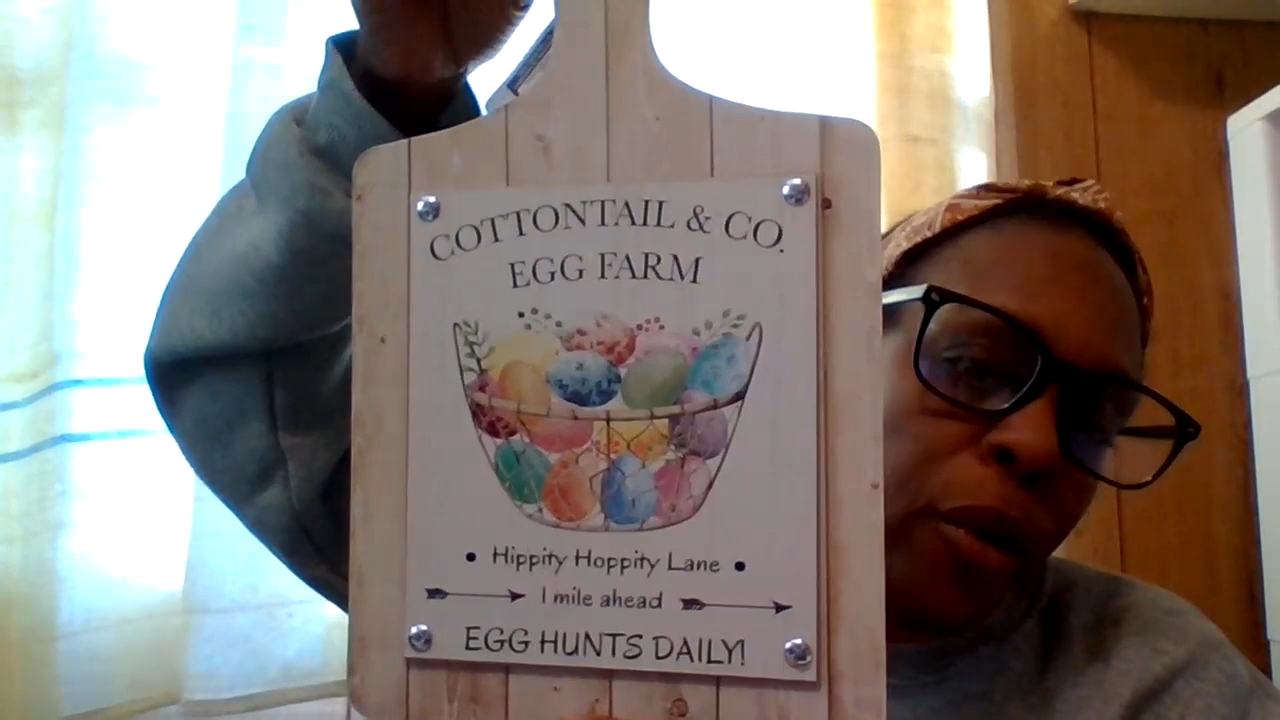 COTTONTAIL & CO.
EGG FARM
• Hippity Hoppity Lane •
1 mile ahead
EGG HUNTS DAILY!